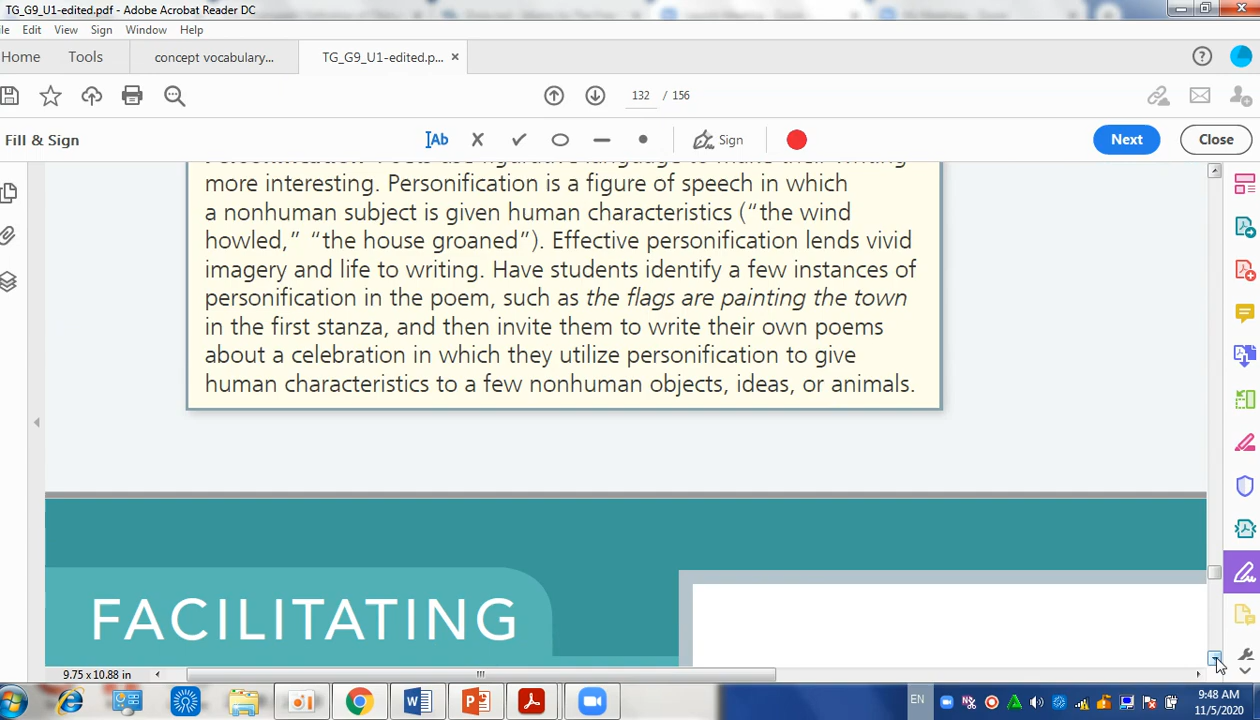 TG_G9_U1-edited.pdf - Adobe Acrobat Reader DC
Edit View Sign Window Help
Home Tools concept vocabulary... TG_G9_U1-edited.p... ×
132 / 156
Fill & Sign Ab Sign Next Close
more interesting. Personification is a figure of speech in which
a nonhuman subject is given human characteristics (“the wind
howled,” “the house groaned”). Effective personification lends vivid
imagery and life to writing. Have students identify a few instances of
personification in the poem, such as the flags are painting the town
in the first stanza, and then invite them to write their own poems
about a celebration in which they utilize personification to give
human characteristics to a few nonhuman objects, ideas, or animals.
FACILITATING
9.75 x 10.88 in
EN
9:48 AM
11/5/2020